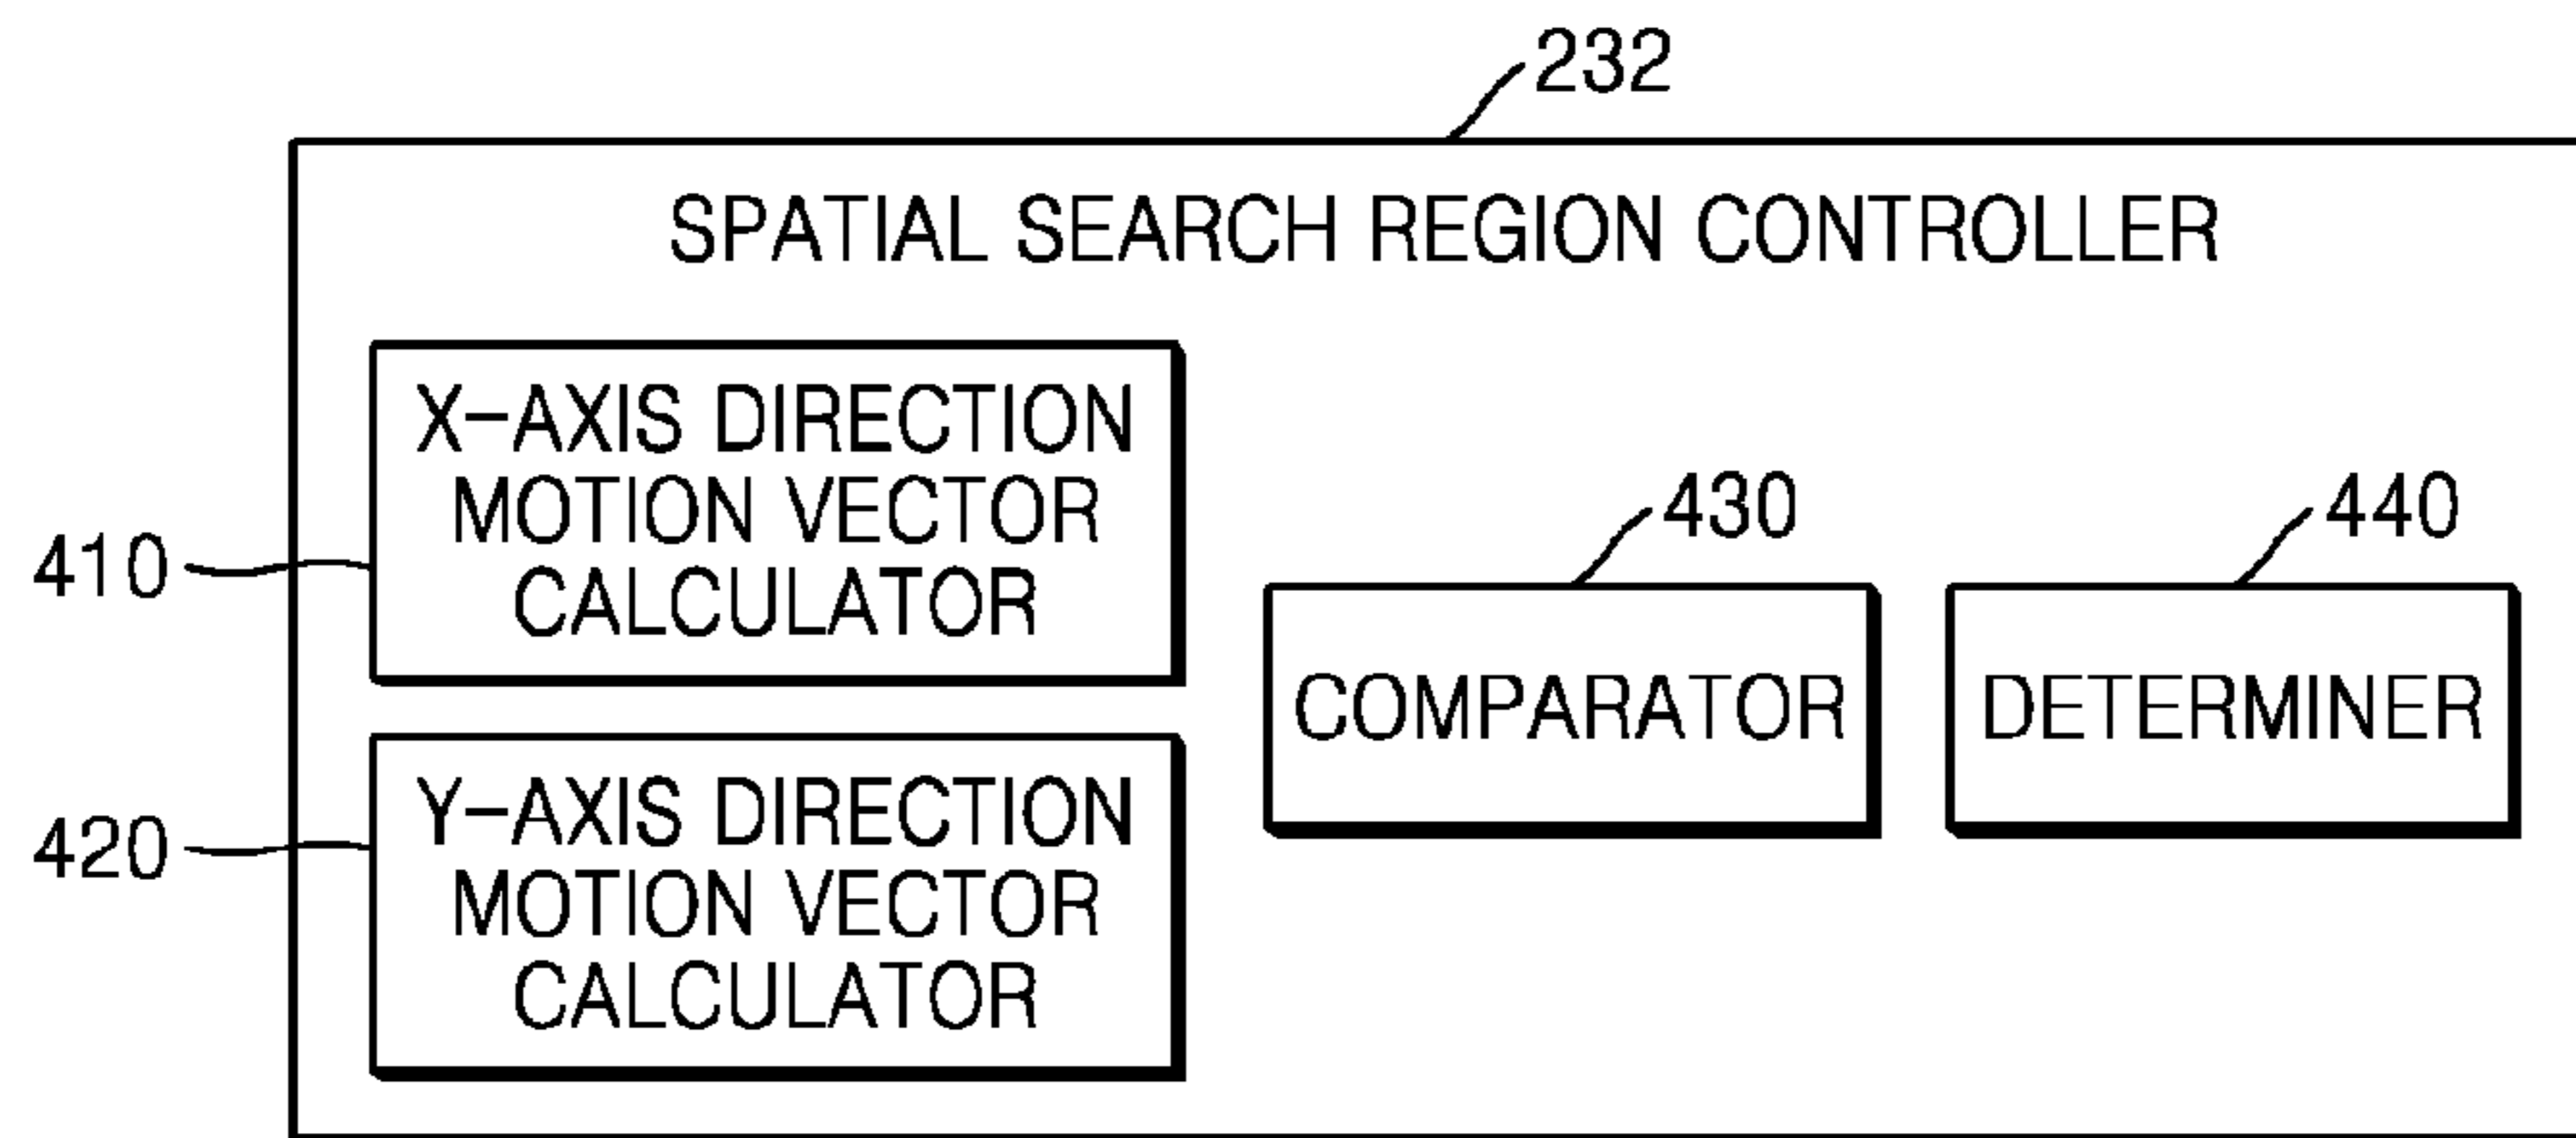 232
SPATIAL SEARCH REGION CONTROLLER
X-AXIS DIRECTION
MOTION VECTOR
CALCULATOR
410
430
440
COMPARATOR
DETERMINER
Y-AXIS DIRECTION
MOTION VECTOR
CALCULATOR
420